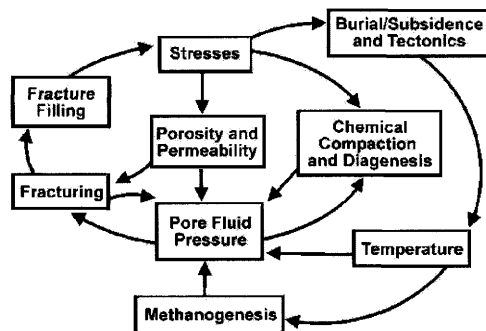 Burial/Subsidence
and Tectonics
Stresses
Fracture
Filling
Porosity and
Permeability
Chemical
Compaction
and Diagenesis
Fracturing
Pore Fluid
Pressure
Temperature
Methanogenesis